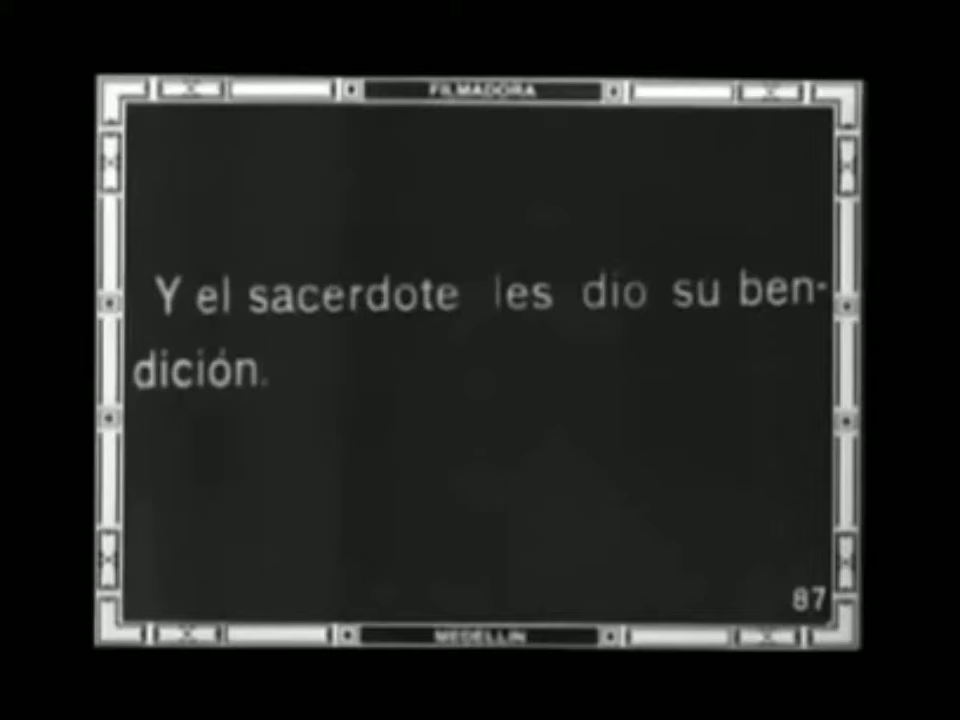 FILMADORA
Y el sacerdote les dio su ben-
dición.
87
MEDELLIN